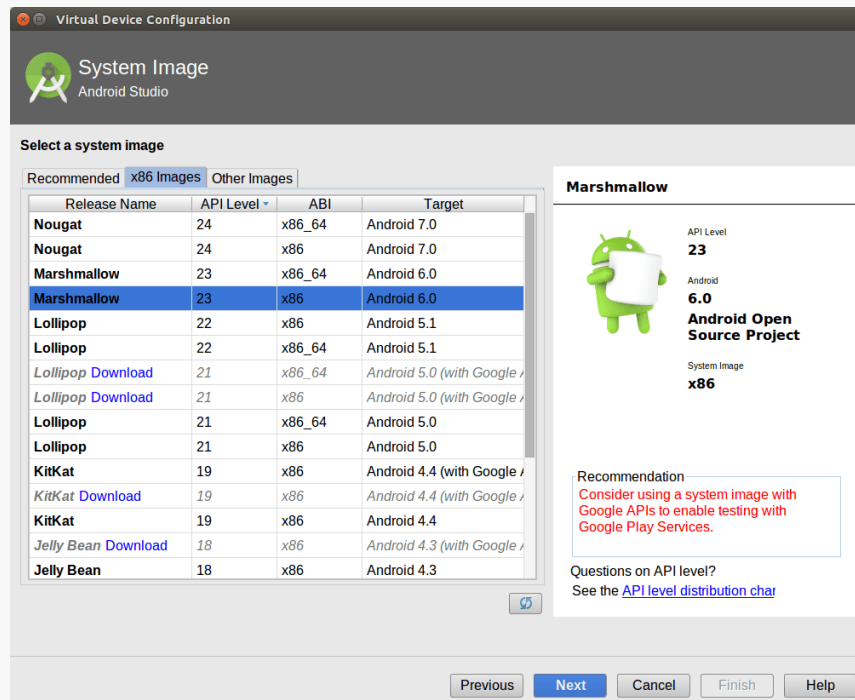 Virtual Device Configuration
System Image
Android Studio
Select a system image
Recommended x86 Images Other Images
Release Name API Level ABI Target
Nougat 24 x86_64 Android 7.0
Nougat 24 x86 Android 7.0
Marshmallow 23 x86_64 Android 6.0
Marshmallow 23 x86 Android 6.0
Lollipop 22 x86 Android 5.1
Lollipop 22 x86_64 Android 5.1
Lollipop Download 21 x86_64 Android 5.0 (with Google A
Lollipop Download 21 x86 Android 5.0 (with Google A
Lollipop 21 x86_64 Android 5.0
Lollipop 21 x86 Android 5.0
KitKat 19 x86 Android 4.4 (with Google A
KitKat Download 19 x86 Android 4.4 (with Google A
KitKat 19 x86 Android 4.4
Jelly Bean Download 18 x86 Android 4.3 (with Google A
Jelly Bean 18 x86 Android 4.3
Marshmallow
API Level
23
Android
6.0
Android Open
Source Project
System Image
x86
Recommendation
Consider using a system image with
Google APIs to enable testing with
Google Play Services.
Questions on API level?
See the API level distribution char
Previous Next Cancel Finish Help